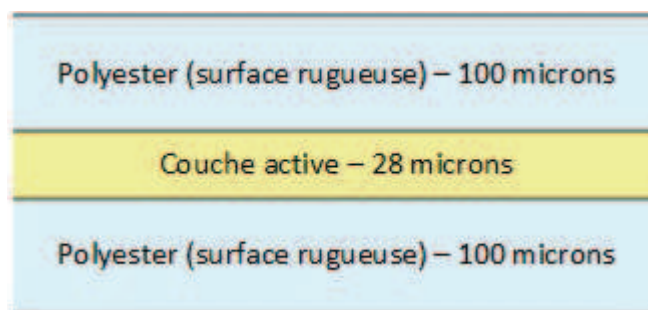 Polyester (surface rugueuse) – 100 microns
Couche active – 28 microns
Polyester (surface rugueuse) – 100 microns